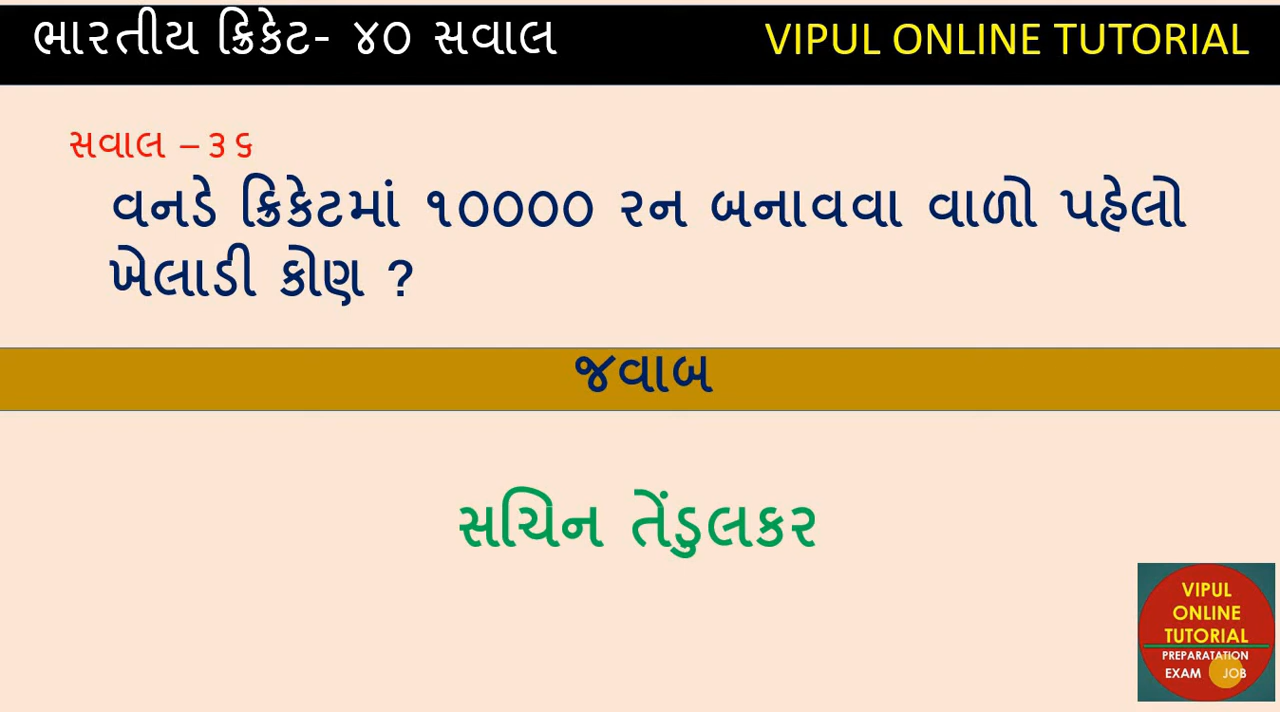 ભારતીય ક્રિકેટ- ૪૦ સવાલ
VIPUL ONLINE TUTORIAL
સવાલ – ૩૬
વનડે ક્રિકેટમાં ૧૦૦૦૦ રન બનાવવા વાળો પહેલો
ખેલાડી કોણ ?
જવાબ
સચિન તેંડુલકર
VIPUL
ONLINE
TUTORIAL
PREPARATATION
EXAM JOB